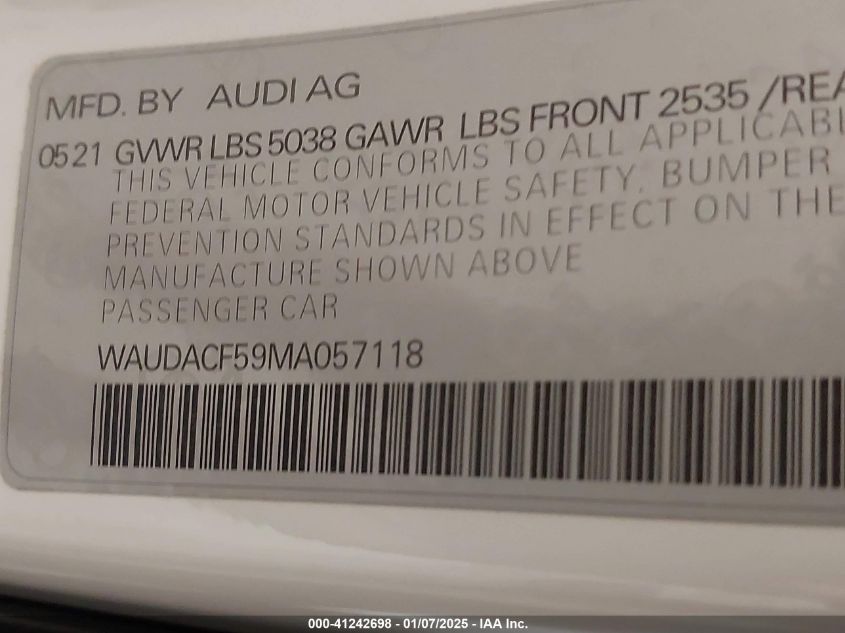 MFD. BY AUDI AG
0521 GVWR LBS 5038 GAWR LBS FRONT 2535 /REA
THIS VEHICLE CONFORMS TO ALL APPLICABL
FEDERAL MOTOR VEHICLE SAFETY, BUMPER
PREVENTION STANDARDS IN EFFECT ON THE
MANUFACTURE SHOWN ABOVE
PASSENGER CAR
WAUDACF59MA057118
000-41242698 - 01/07/2025 - IAA Inc.